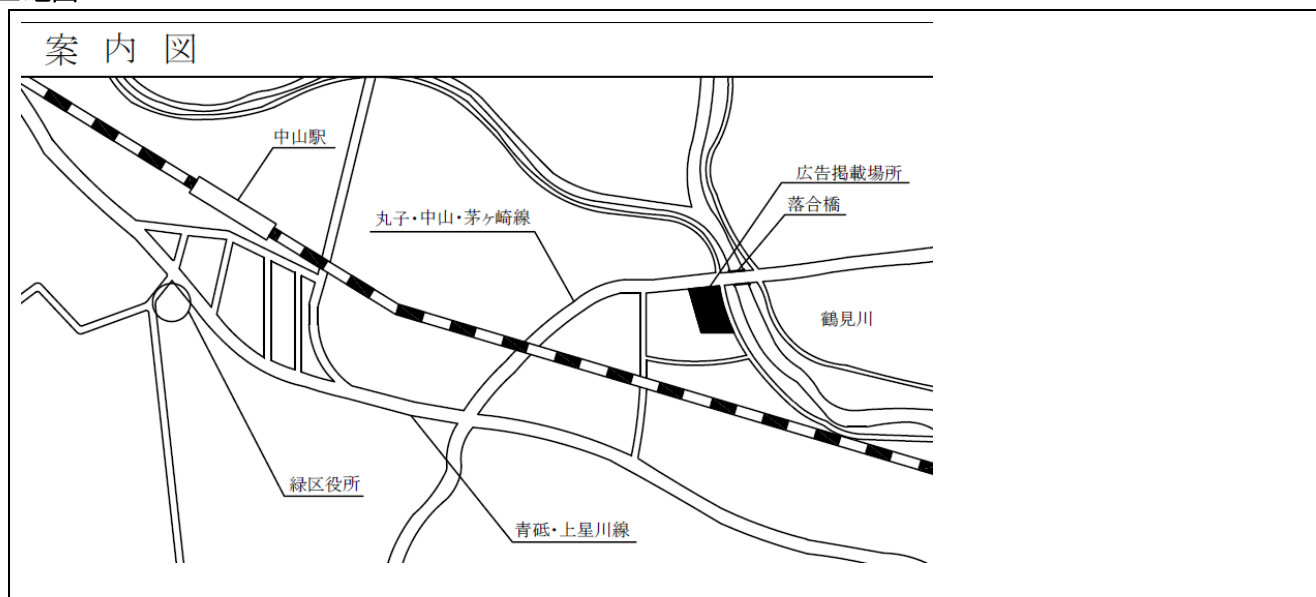 案内図
中山駅
広告掲載場所
落合橋
丸子・中山・茅ヶ崎線
鶴見川
緑区役所
青砥・上星川線